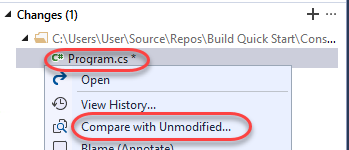 Changes (1)
C:\Users\User\Source\Repos\Build Quick Start\Cons...
C# Program.cs *
Open
View History...
Compare with Unmodified...
Blame (Annotate)